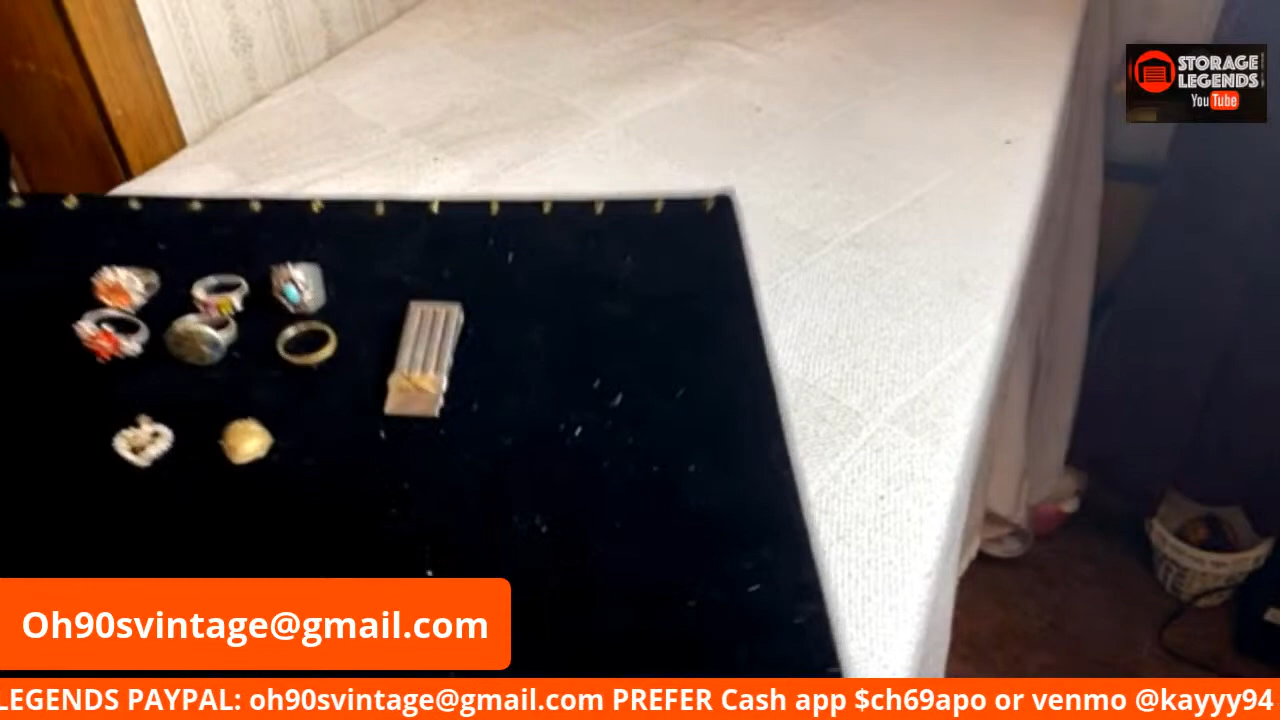 STORAGE
LEGENDS
YouTube
Oh90svintage@gmail.com
LEGENDS PAYPAL: oh90svintage@gmail.com PREFER Cash app $ch69apo or venmo @kayyy94